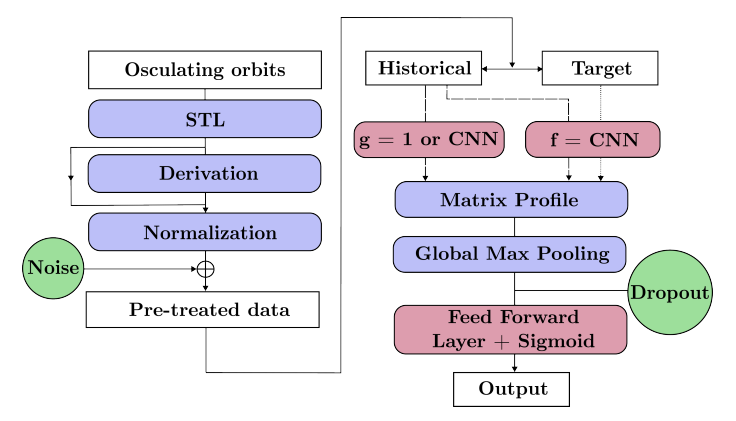 Osculating orbits
STL
Derivation
Normalization
Noise
Pre-treated data
Historical
Target
g = 1 or CNN
f = CNN
Matrix Profile
Global Max Pooling
Dropout
Feed Forward
Layer + Sigmoid
Output